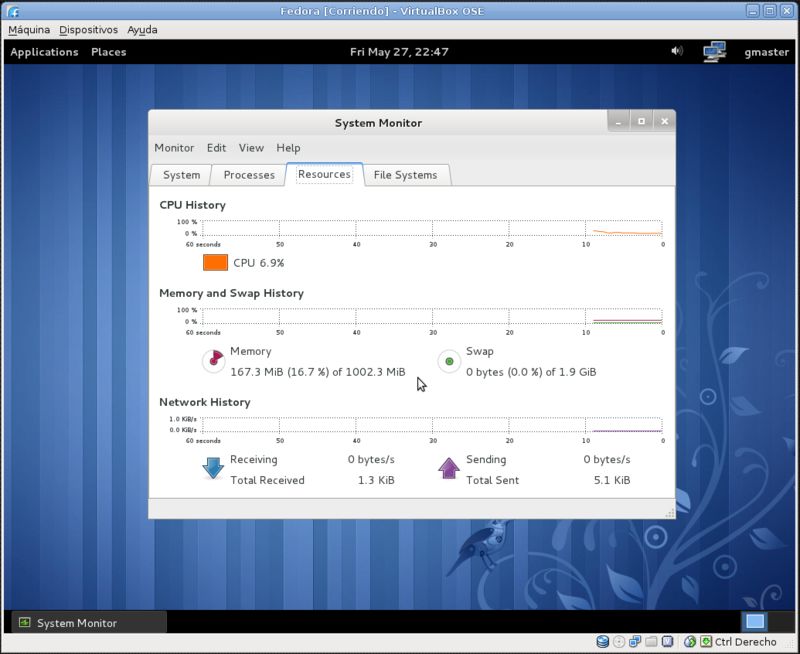 Fedora [Corriendo] - VirtualBox OSE
Máquina Dispositivos Ayuda
Applications Places Fri May 27, 22:47 gmaster
System Monitor
Monitor Edit View Help
System Processes Resources File Systems
CPU History
100 %
0 %
60 seconds 50 40 30 20 10 0
CPU 6.9%
Memory and Swap History
100 %
0 %
60 seconds 50 40 30 20 10 0
Memory Swap
167.3 MiB (16.7 %) of 1002.3 MiB 0 bytes (0.0 %) of 1.9 GiB
Network History
1.0 KiB/s
0.0 KiB/s
60 seconds 50 40 30 20 10 0
Receiving 0 bytes/s Sending 0 bytes/s
Total Received 1.3 KiB Total Sent 5.1 KiB
System Monitor
Ctrl Derecho